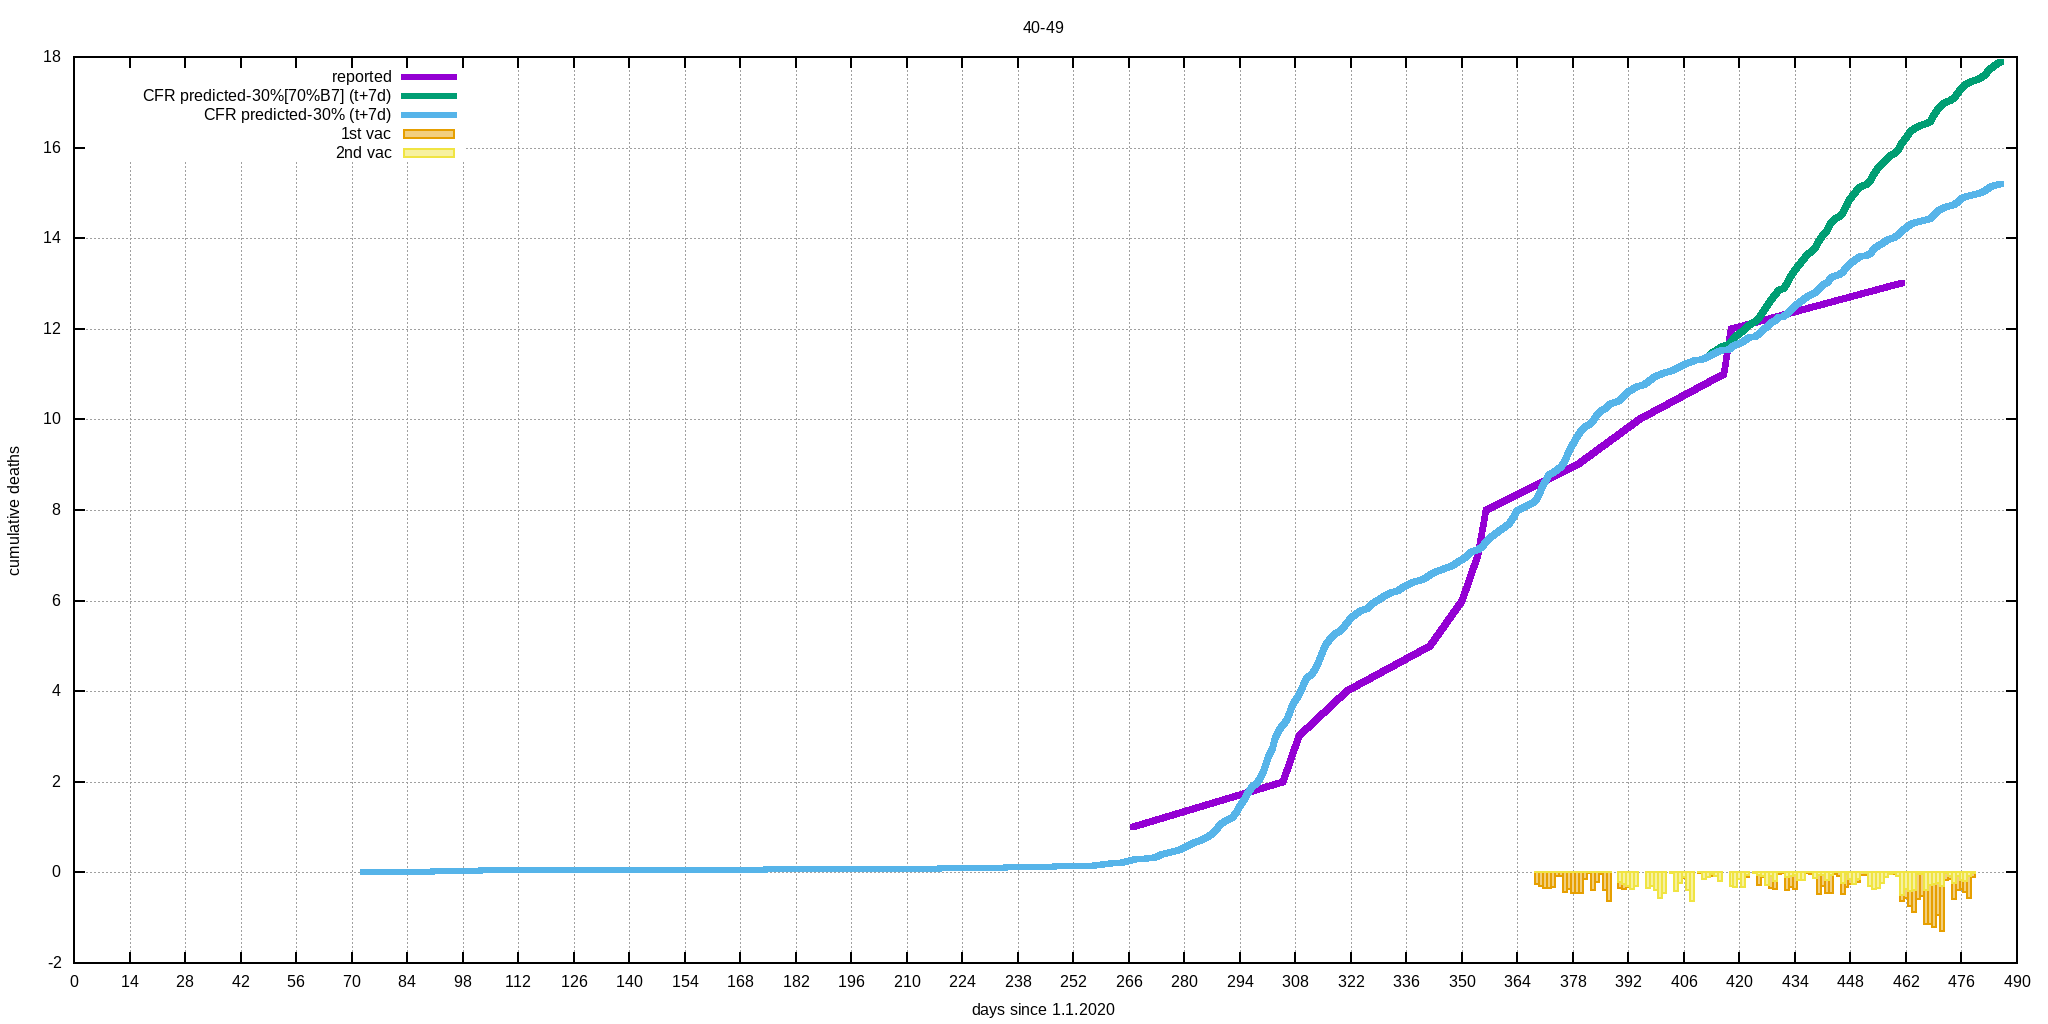 40-49
reported
CFR predicted-30%[70%B7] (t+7d)
CFR predicted-30% (t+7d)
1st vac
2nd vac
18
16
14
12
10
8
6
4
2
0
-2
cumulative deaths
0 14 28 42 56 70 84 98 112 126 140 154 168 182 196 210 224 238 252 266 280 294 308 322 336 350 364 378 392 406 420 434 448 462 476 490
days since 1.1.2020